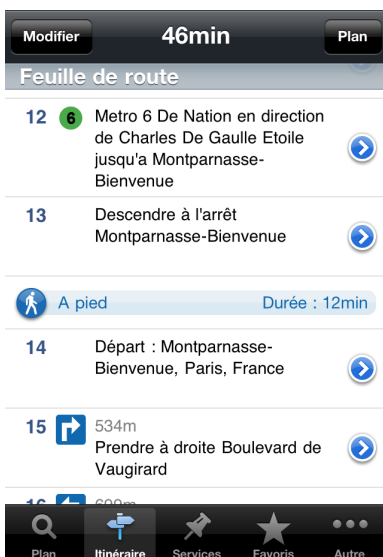 Modifier 46min Plan
Feuille de route
12 6 Metro 6 De Nation en direction
de Charles De Gaulle Etoile
jusqu'a Montparnasse-
Bienvenue
13 Descendre à l'arrêt
Montparnasse-Bienvenue
A pied Durée : 12min
14 Départ : Montparnasse-
Bienvenue, Paris, France
15 534m
Prendre à droite Boulevard de
Vaugirard
Plan Itinéraire Services Favoris Autre